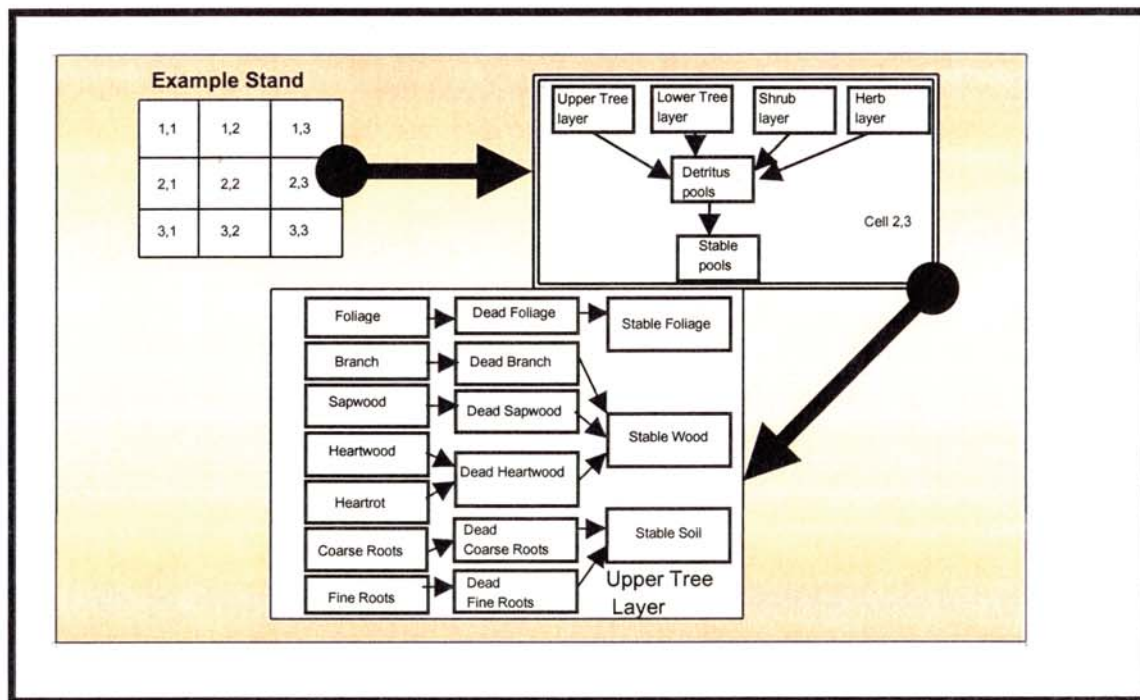 Example Stand
1,1
1,2
1,3
2,1
2,2
2,3
3,1
3,2
3,3
Upper Tree
layer
Lower Tree
layer
Shrub
layer
Herb
layer
Detritus
pools
Cell 2,3
Stable
pools
Foliage
Dead Foliage
Stable Foliage
Branch
Dead Branch
Sapwood
Dead Sapwood
Stable Wood
Heartwood
Dead Heartwood
Heartrot
Coarse Roots
Dead
Coarse Roots
Stable Soil
Fine Roots
Dead
Fine Roots
Upper Tree
Layer